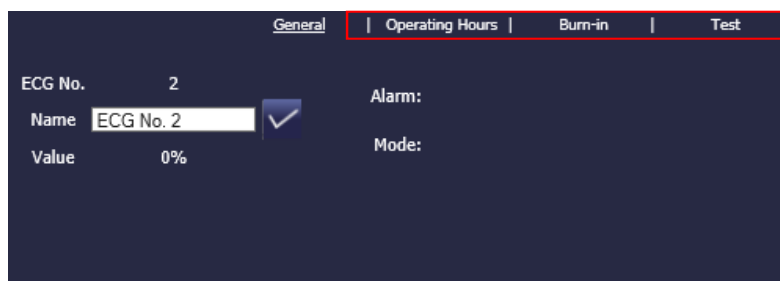 General | Operating Hours | Burn-in | Test
ECG No. 2
Alarm:
Name ECG No. 2
Mode:
Value 0%